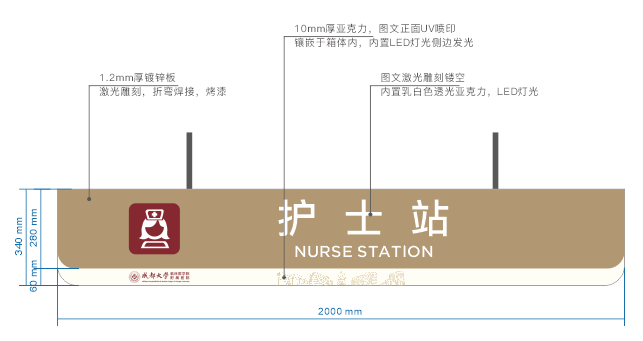 10mm厚亚克力，图文正面UV喷印
镶嵌于箱体内，内置LED灯光侧边发光
1.2mm厚镀锌板
激光雕刻，折弯焊接，烤漆
图文激光雕刻镂空
内置乳白色透光亚克力，LED灯光
护士站
NURSE STATION
340 mm
280 mm
60 mm
成都大学
2000 mm